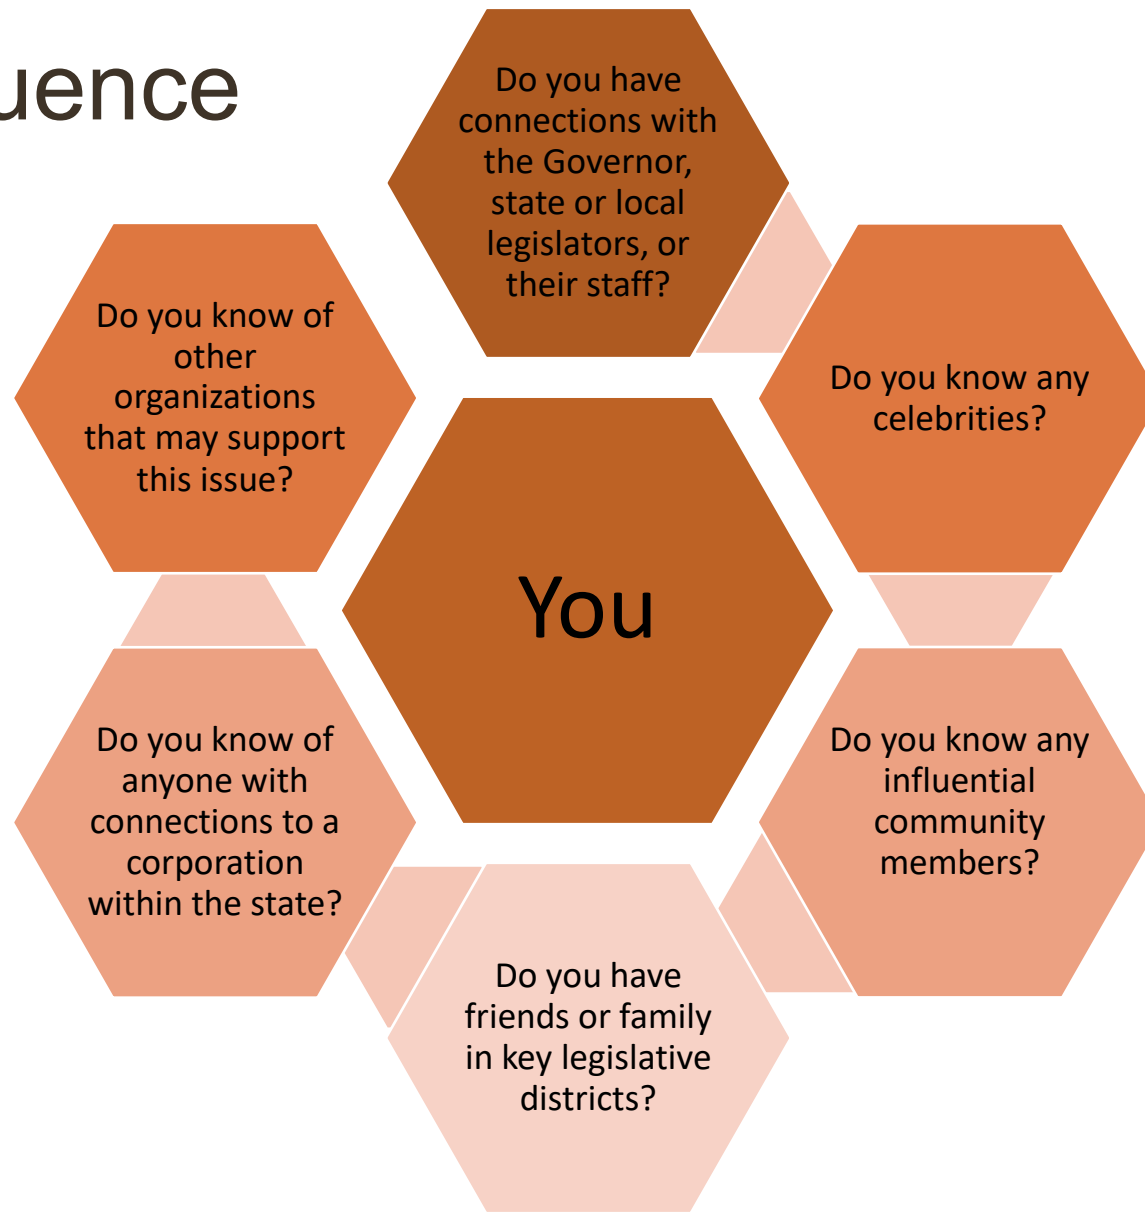 uence
Do you have
connections with
the Governor,
state or local
legislators, or
their staff?
Do you know any
celebrities?
Do you know any
influential
community
members?
Do you have
friends or family
in key legislative
districts?
Do you know of
anyone with
connections to a
corporation
within the state?
Do you know of
other
organizations
that may support
this issue?
You